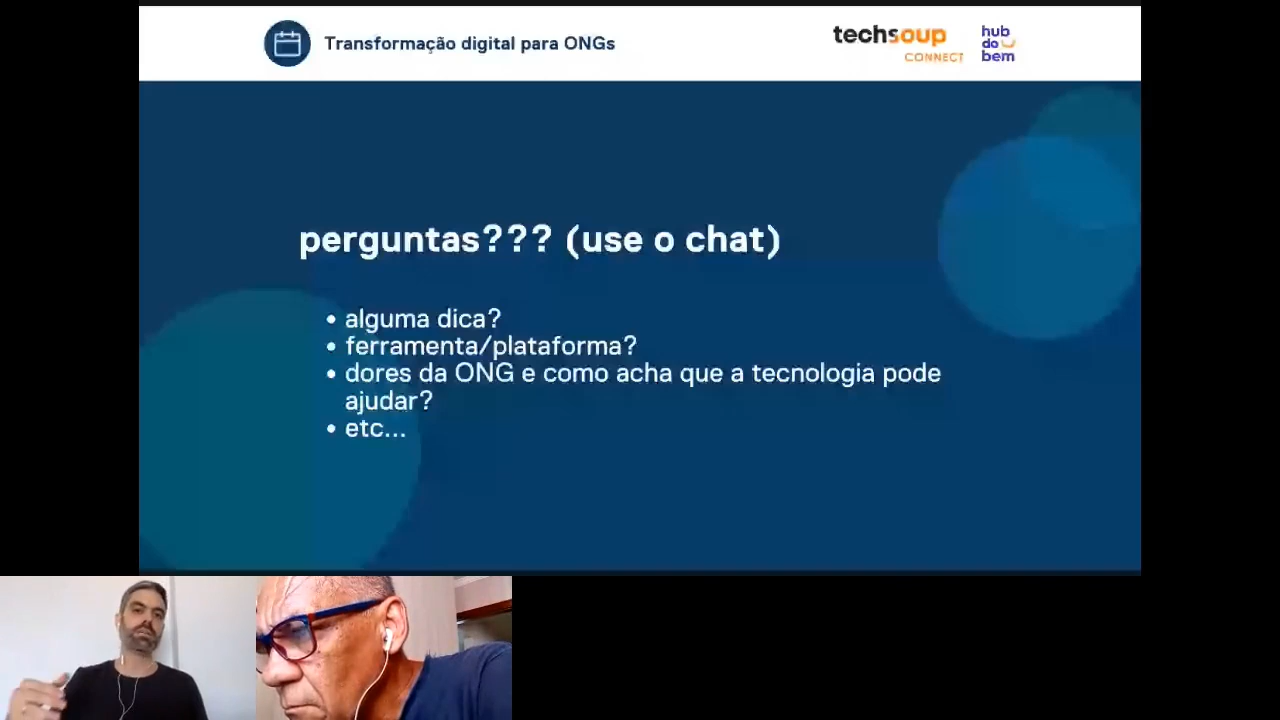 Transformação digital para ONGs
techsoup
CONNECT
hub
do
bem
perguntas??? (use o chat)
• alguma dica?
• ferramenta/plataforma?
• dores da ONG e como acha que a tecnologia pode
ajudar?
• etc...